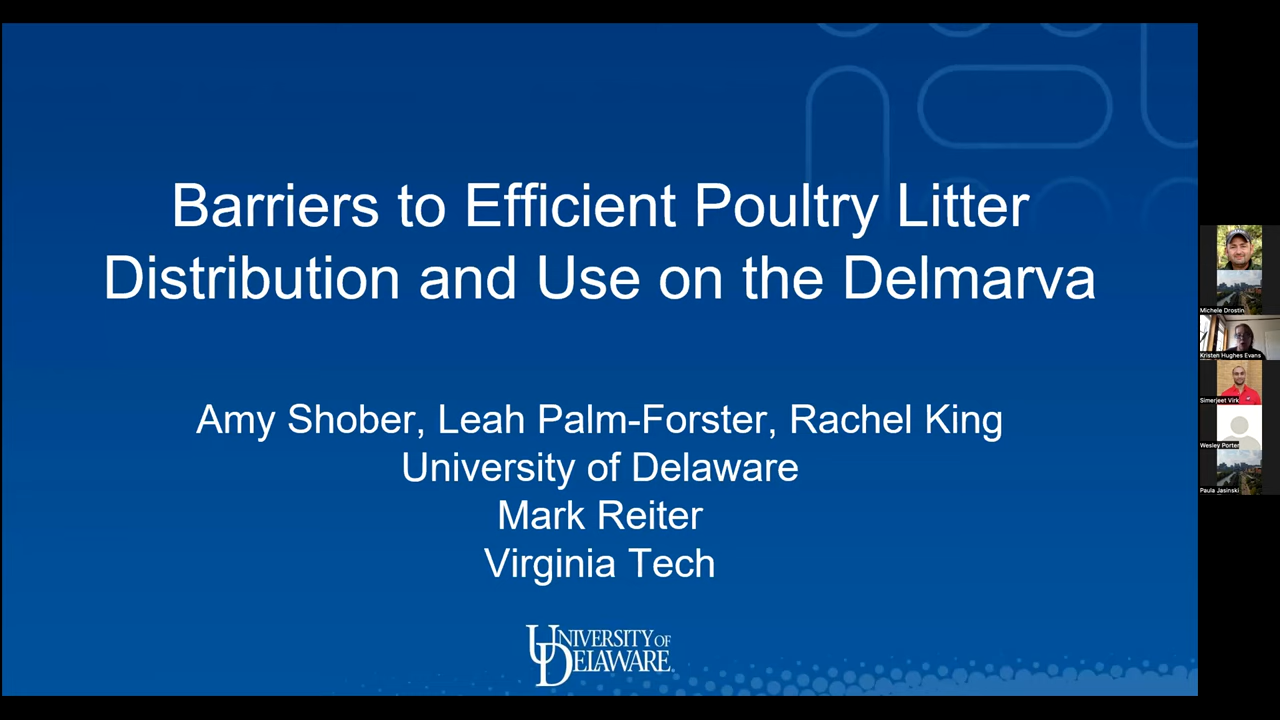 Barriers to Efficient Poultry Litter
Distribution and Use on the Delmarva
Amy Shober, Leah Palm-Forster, Rachel King
University of Delaware
Mark Reiter
Virginia Tech
UNIVERSITY OF
DELAWARE
Michele Drostin
Kristen Hughes Evans
Simerjeet Virk
Wesley Porter
Paula Jasinski